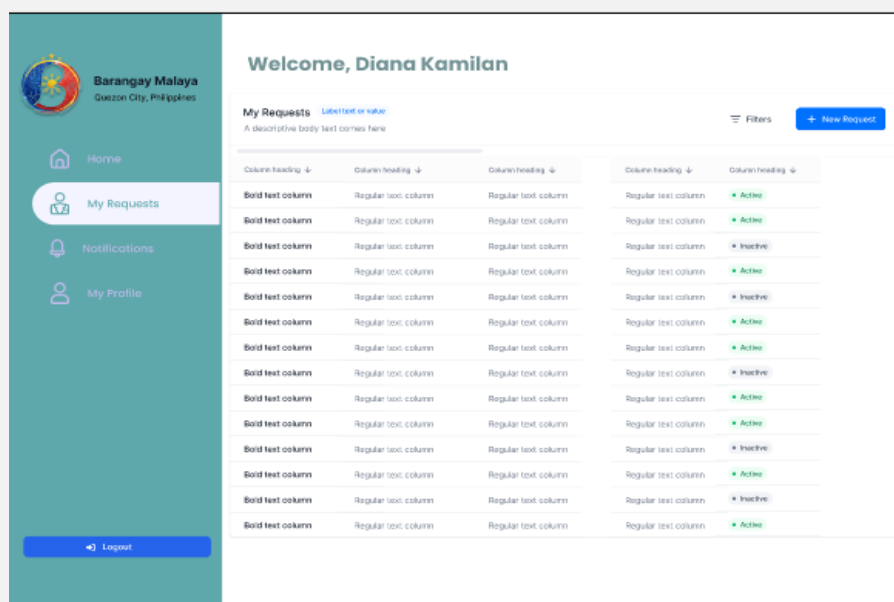 Welcome, Diana Kamilan
Barangay Malaya
Quezon City, Philippines
Home
My Requests
Notifications
My Profile
Logout
My Requests Label text or value
A descriptive body text comes here
Filters
+ New Request
Column heading Column heading Column heading Column heading Column heading
Bold text column Regular text column Regular text column Regular text column Active
Bold text column Regular text column Regular text column Regular text column Active
Bold text column Regular text column Regular text column Regular text column Inactive
Bold text column Regular text column Regular text column Regular text column Active
Bold text column Regular text column Regular text column Regular text column Inactive
Bold text column Regular text column Regular text column Regular text column Active
Bold text column Regular text column Regular text column Regular text column Active
Bold text column Regular text column Regular text column Regular text column Inactive
Bold text column Regular text column Regular text column Regular text column Active
Bold text column Regular text column Regular text column Regular text column Active
Bold text column Regular text column Regular text column Regular text column Inactive
Bold text column Regular text column Regular text column Regular text column Active
Bold text column Regular text column Regular text column Regular text column Inactive
Bold text column Regular text column Regular text column Regular text column Active